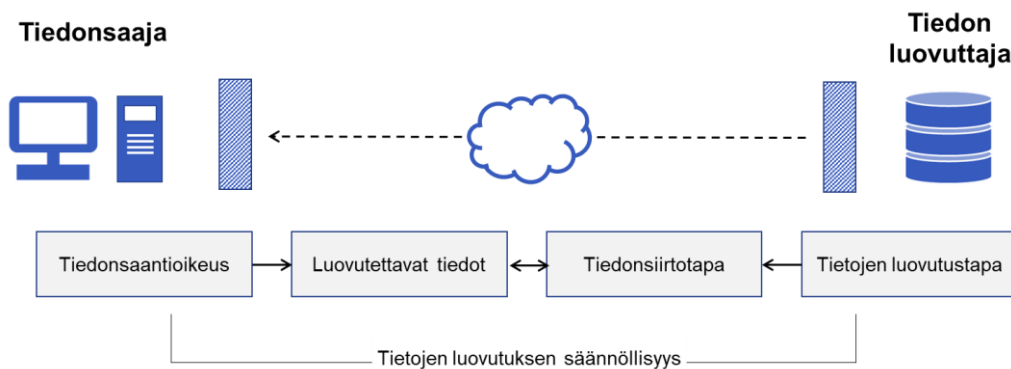 Tiedonsaaja
Tiedon
luovuttaja
Tiedonsaantioikeus
Luovutettavat tiedot
Tiedonsiirtotapa
Tietojen luovutustapa
Tietojen luovutuksen säännöllisyys